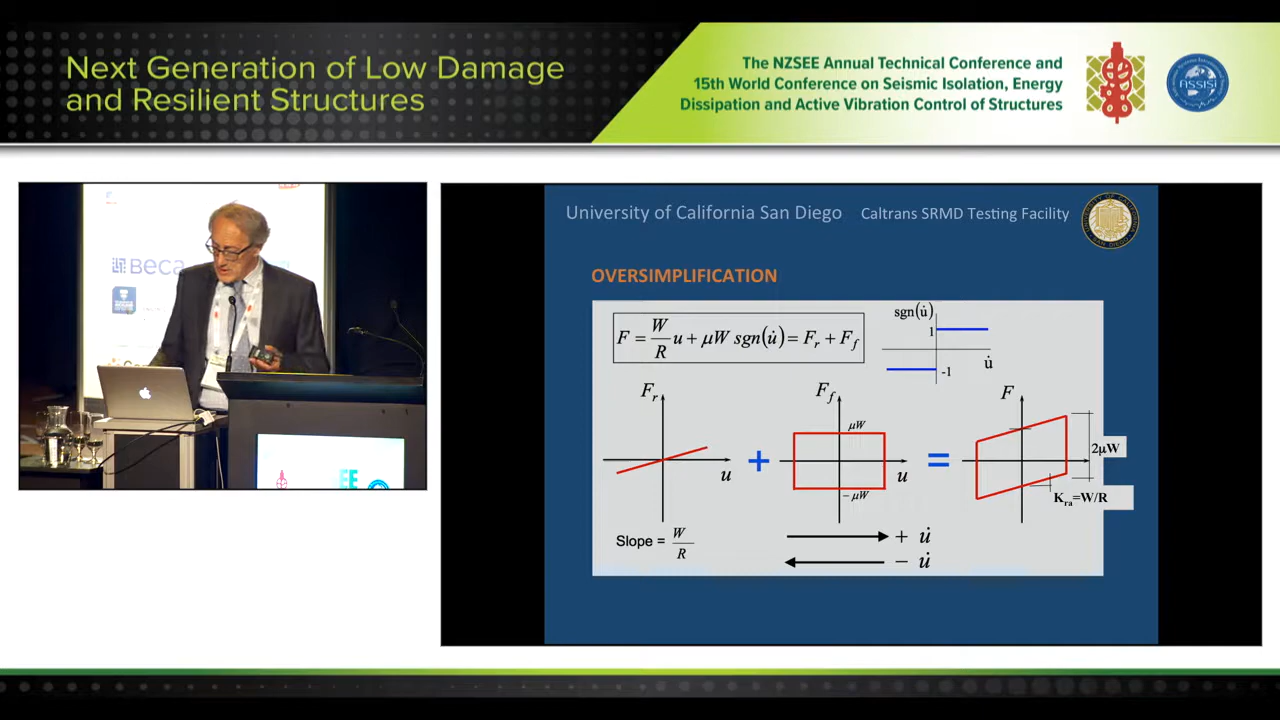 Next Generation of Low Damage
and Resilient Structures
The NZSEE Annual Technical Conference and
15th World Conference on Seismic Isolation, Energy
Dissipation and Active Vibration Control of Structures
ASSISi
Beca
University of California San Diego Caltrans SRMD Testing Facility
OVERSIMPLIFICATION
F = W/R u + μW sgn(u̇) = F_r + F_f
sgn(u̇)
1
-1
u̇
F_r
u
Slope = W/R
+
F_f
μW
− μW
u
=
F
2μW
K_ra=W/R
+ u̇
− u̇